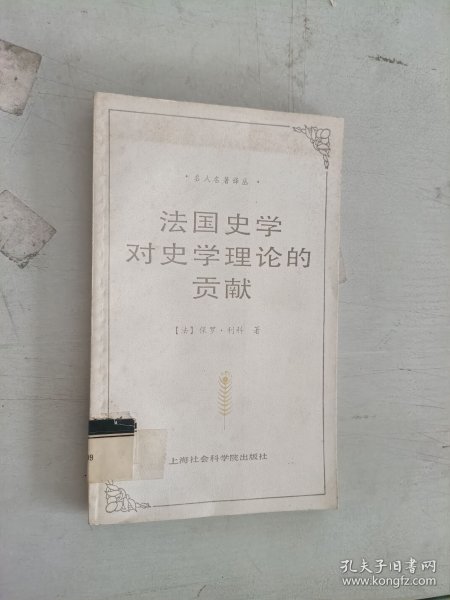 ·名人名著译丛·
法国史学
对史学理论的
贡献
【法】保罗·利科 著
上海社会科学院出版社
09
孔夫子旧书网
www.kongfz.com